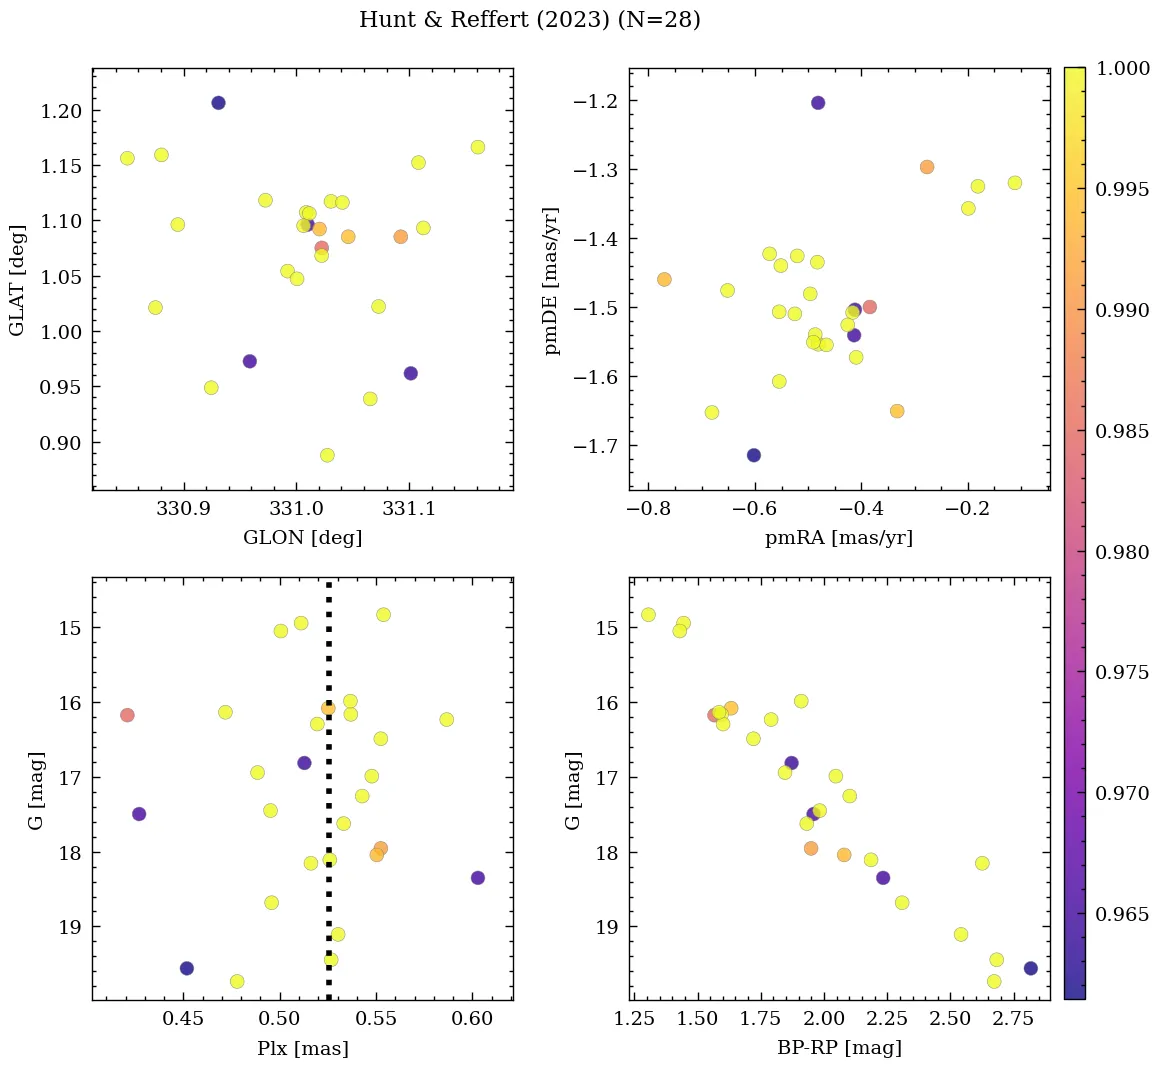 Hunt & Reffert (2023) (N=28)
1.20
1.15
1.10
1.05
1.00
0.95
0.90
GLAT [deg]
330.9 331.0 331.1
GLON [deg]
−1.2
−1.3
−1.4
−1.5
−1.6
−1.7
pmDE [mas/yr]
−0.8 −0.6 −0.4 −0.2
pmRA [mas/yr]
15
16
17
18
19
G [mag]
0.45 0.50 0.55 0.60
Plx [mas]
15
16
17
18
19
G [mag]
1.25 1.50 1.75 2.00 2.25 2.50 2.75
BP-RP [mag]
1.000
0.995
0.990
0.985
0.980
0.975
0.970
0.965